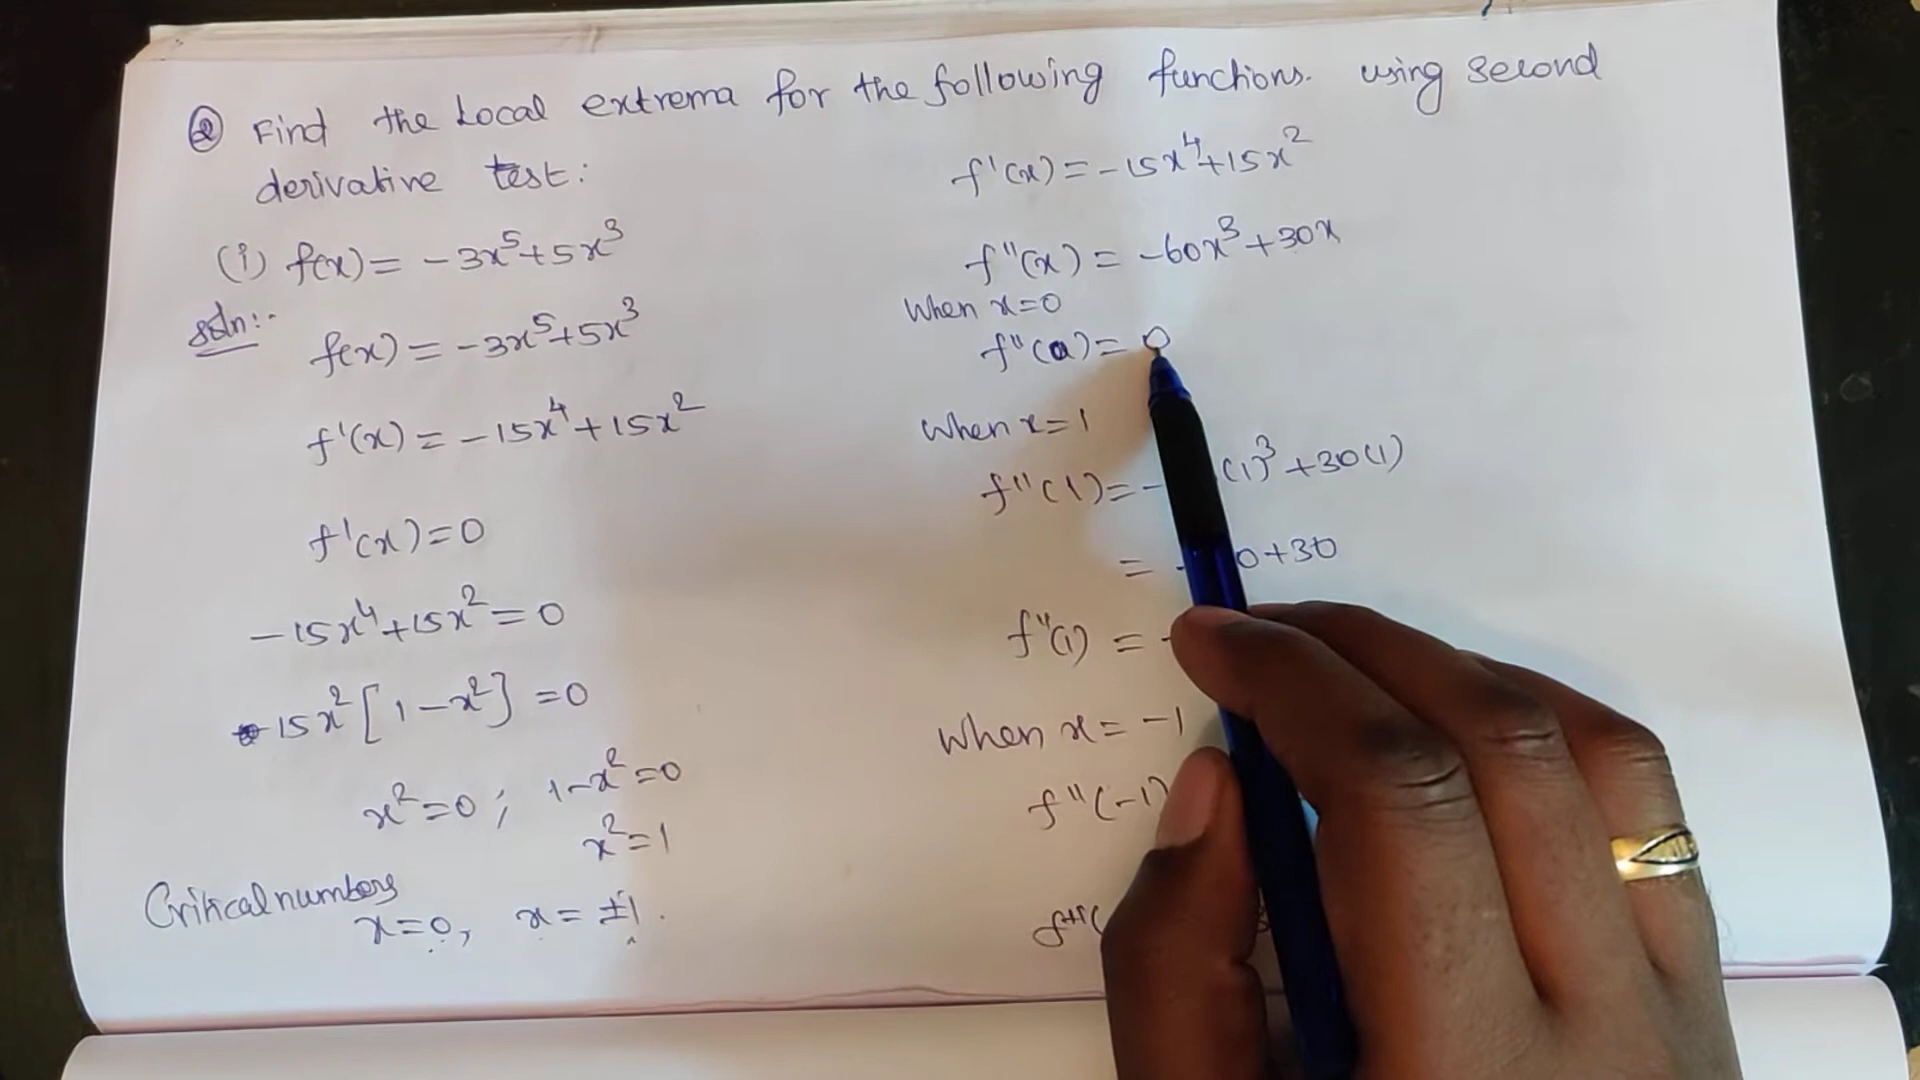 ② Find the Local extrema for the following functions. using second
derivative test:
(i) f(x) = -3x⁵+5x³
soln:-
f(x) = -3x⁵+5x³
f'(x) = -15x⁴+15x²
f'(x)=0
-15x⁴+15x²=0
15x²[1-x²]=0
x²=0; 1-x²=0
x²=1
Critical numbers
x=0, x=±1.
f'(x)=-15x⁴+15x²
f''(x) = -60x³+30x
When x=0
f''(0)=0
When x=1
f''(1)=- (1)³+30(1)
= - 0+30
f''(1) = -
When x=-1
f''(-1)